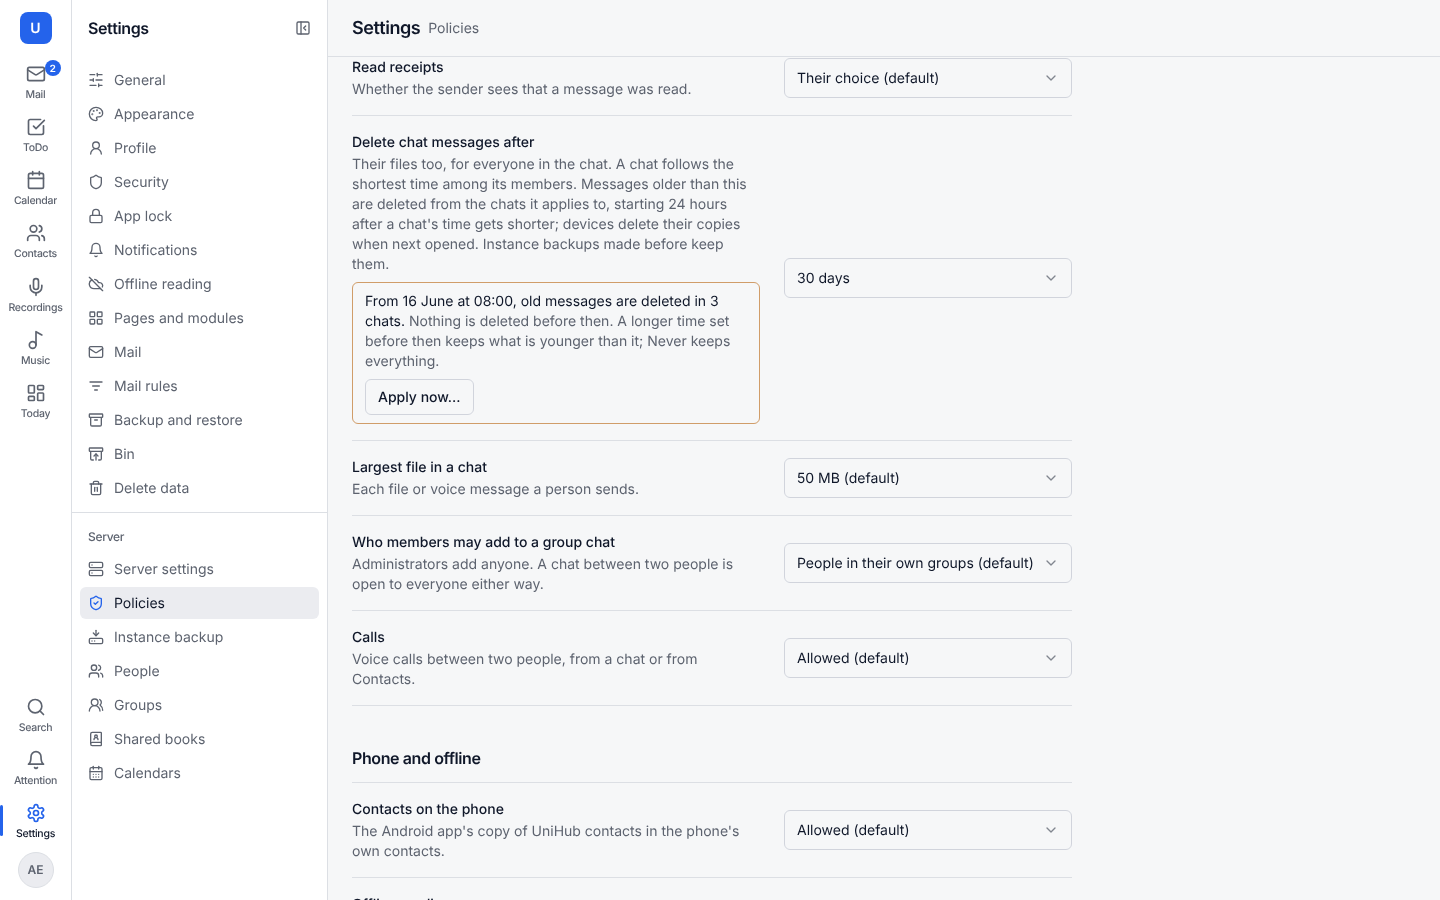 U
2
Mail
ToDo
Calendar
Contacts
Recordings
Music
Today
Search
Attention
Settings
AE
Settings
General
Appearance
Profile
Security
App lock
Notifications
Offline reading
Pages and modules
Mail
Mail rules
Backup and restore
Bin
Delete data
Server
Server settings
Policies
Instance backup
People
Groups
Shared books
Calendars
Settings Policies
Read receipts
Whether the sender sees that a message was read.
Their choice (default)
Delete chat messages after
Their files too, for everyone in the chat. A chat follows the
shortest time among its members. Messages older than this
are deleted from the chats it applies to, starting 24 hours
after a chat's time gets shorter; devices delete their copies
when next opened. Instance backups made before keep
them.
30 days
From 16 June at 08:00, old messages are deleted in 3
chats. Nothing is deleted before then. A longer time set
before then keeps what is younger than it; Never keeps
everything.
Apply now…
Largest file in a chat
Each file or voice message a person sends.
50 MB (default)
Who members may add to a group chat
Administrators add anyone. A chat between two people is
open to everyone either way.
People in their own groups (default)
Calls
Voice calls between two people, from a chat or from
Contacts.
Allowed (default)
Phone and offline
Contacts on the phone
The Android app's copy of UniHub contacts in the phone's
own contacts.
Allowed (default)